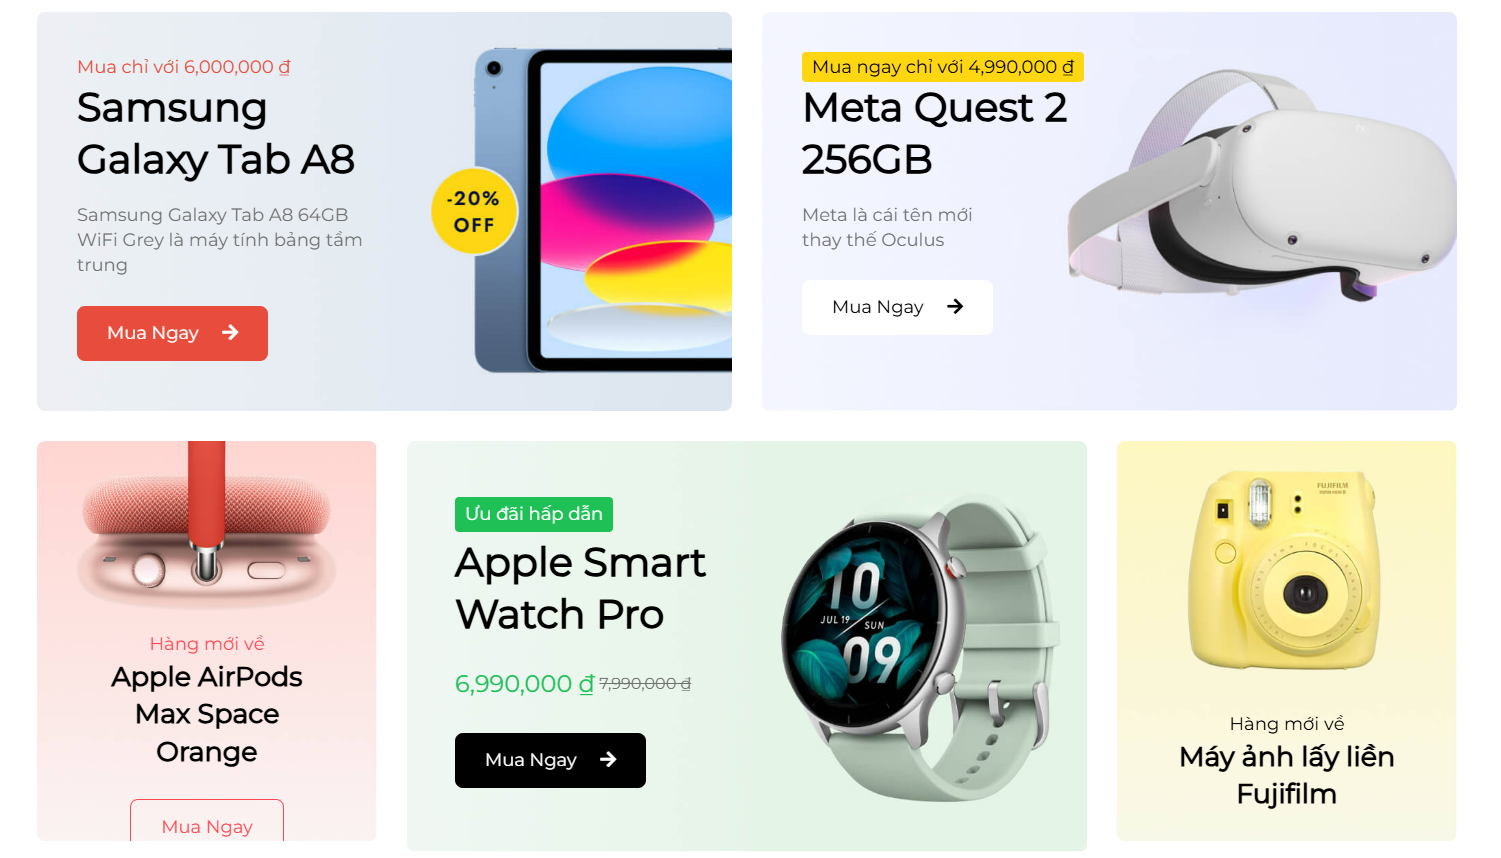 Mua chỉ với 6,000,000 ₫
Samsung
Galaxy Tab A8
Samsung Galaxy Tab A8 64GB
WiFi Grey là máy tính bảng tầm
trung
Mua Ngay
-20%
OFF
Mua ngay chỉ với 4,990,000 ₫
Meta Quest 2
256GB
Meta là cái tên mới
thay thế Oculus
Mua Ngay
Hàng mới về
Apple AirPods
Max Space
Orange
Mua Ngay
Ưu đãi hấp dẫn
Apple Smart
Watch Pro
6,990,000 ₫ 7,990,000 ₫
Mua Ngay
10
JUL 19 SUN
09
FUJIFILM
Hàng mới về
Máy ảnh lấy liền
Fujifilm